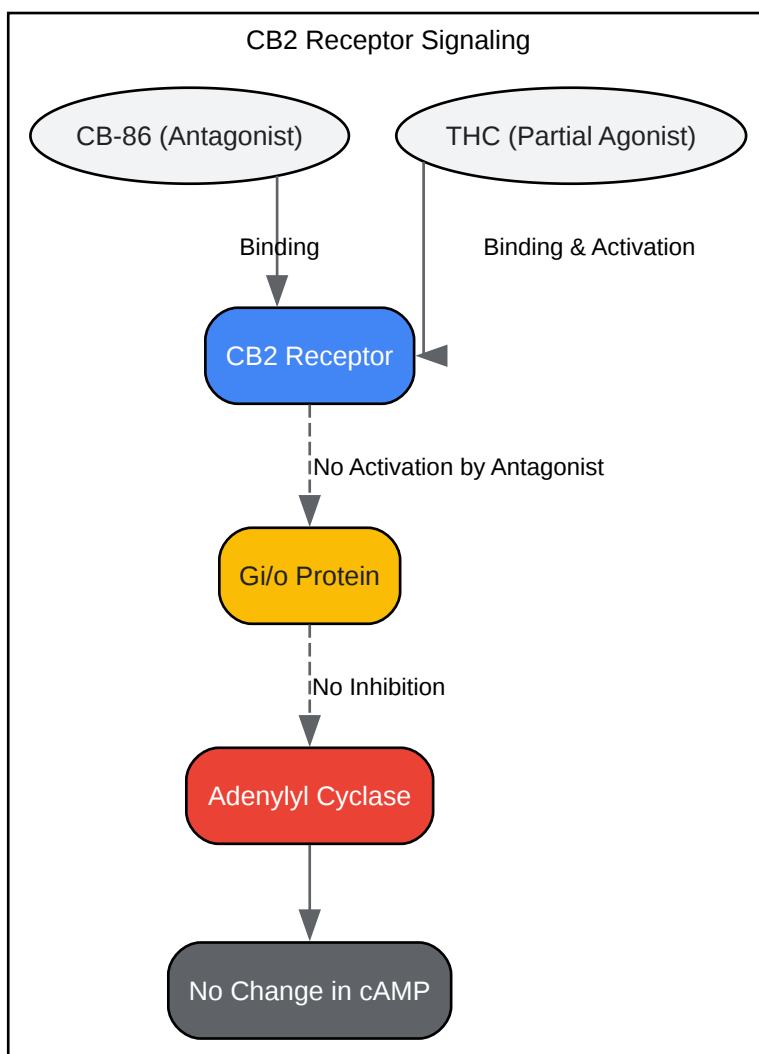 CB2 Receptor Signaling
CB-86 (Antagonist)
THC (Partial Agonist)
Binding
Binding & Activation
CB2 Receptor
No Activation by Antagonist
Gi/o Protein
No Inhibition
Adenylyl Cyclase
No Change in cAMP